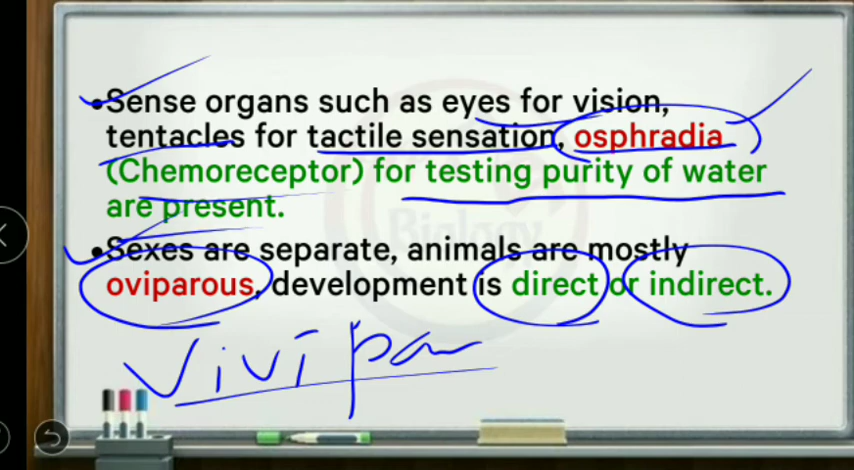 •Sense organs such as eyes for vision,
tentacles for tactile sensation, osphradia
(Chemoreceptor) for testing purity of water
are present.
•Sexes are separate, animals are mostly
oviparous, development is direct or indirect.
Vivipa